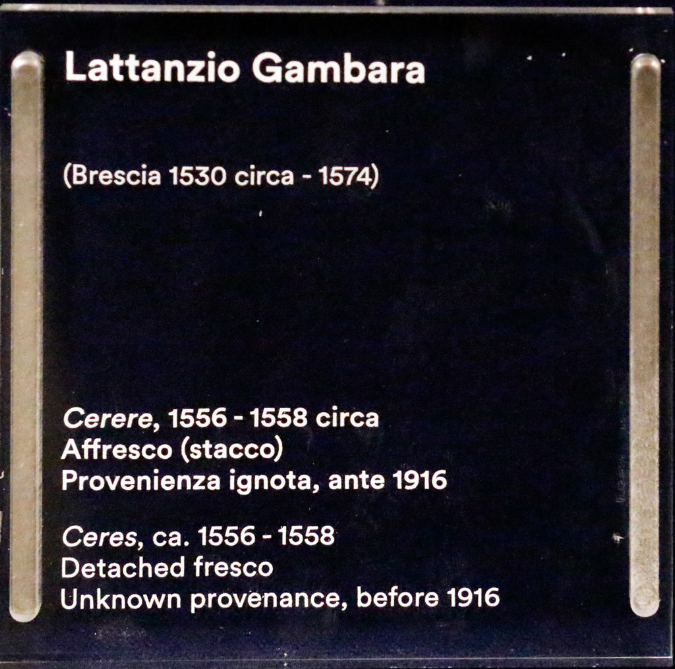 Lattanzio Gambara
(Brescia 1530 circa - 1574)
Cerere, 1556 - 1558 circa
Affresco (stacco)
Provenienza ignota, ante 1916
Ceres, ca. 1556 - 1558
Detached fresco
Unknown provenance, before 1916